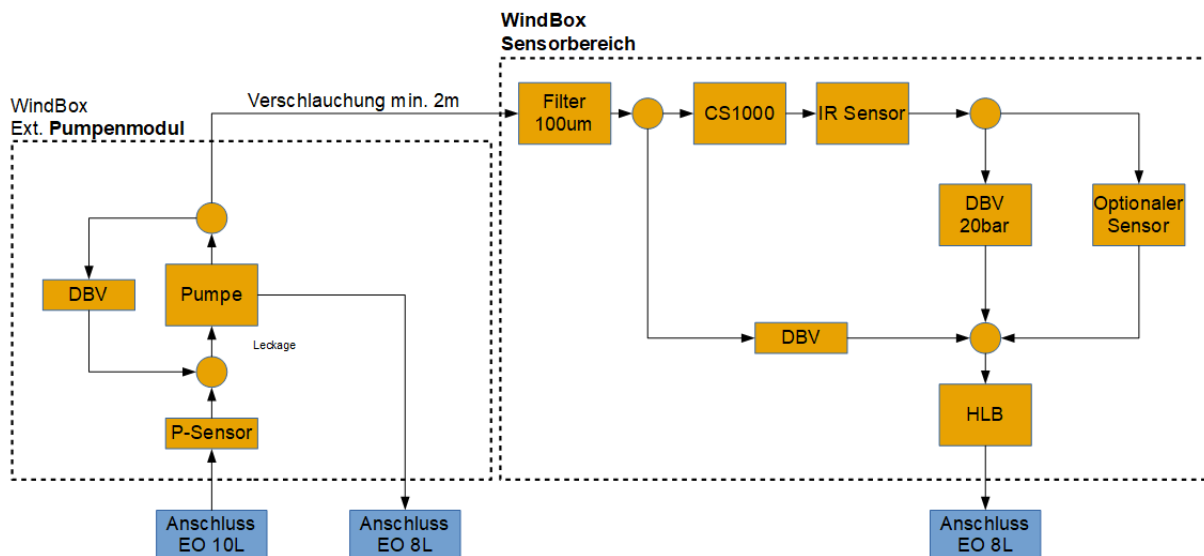 WindBox
Sensorbereich
WindBox
Ext. Pumpenmodul
Verschlauchung min. 2m
Filter
100um
CS1000
IR Sensor
DBV
20bar
Optionaler
Sensor
DBV
Pumpe
Leckage
DBV
P-Sensor
HLB
Anschluss
EO 10L
Anschluss
EO 8L
Anschluss
EO 8L